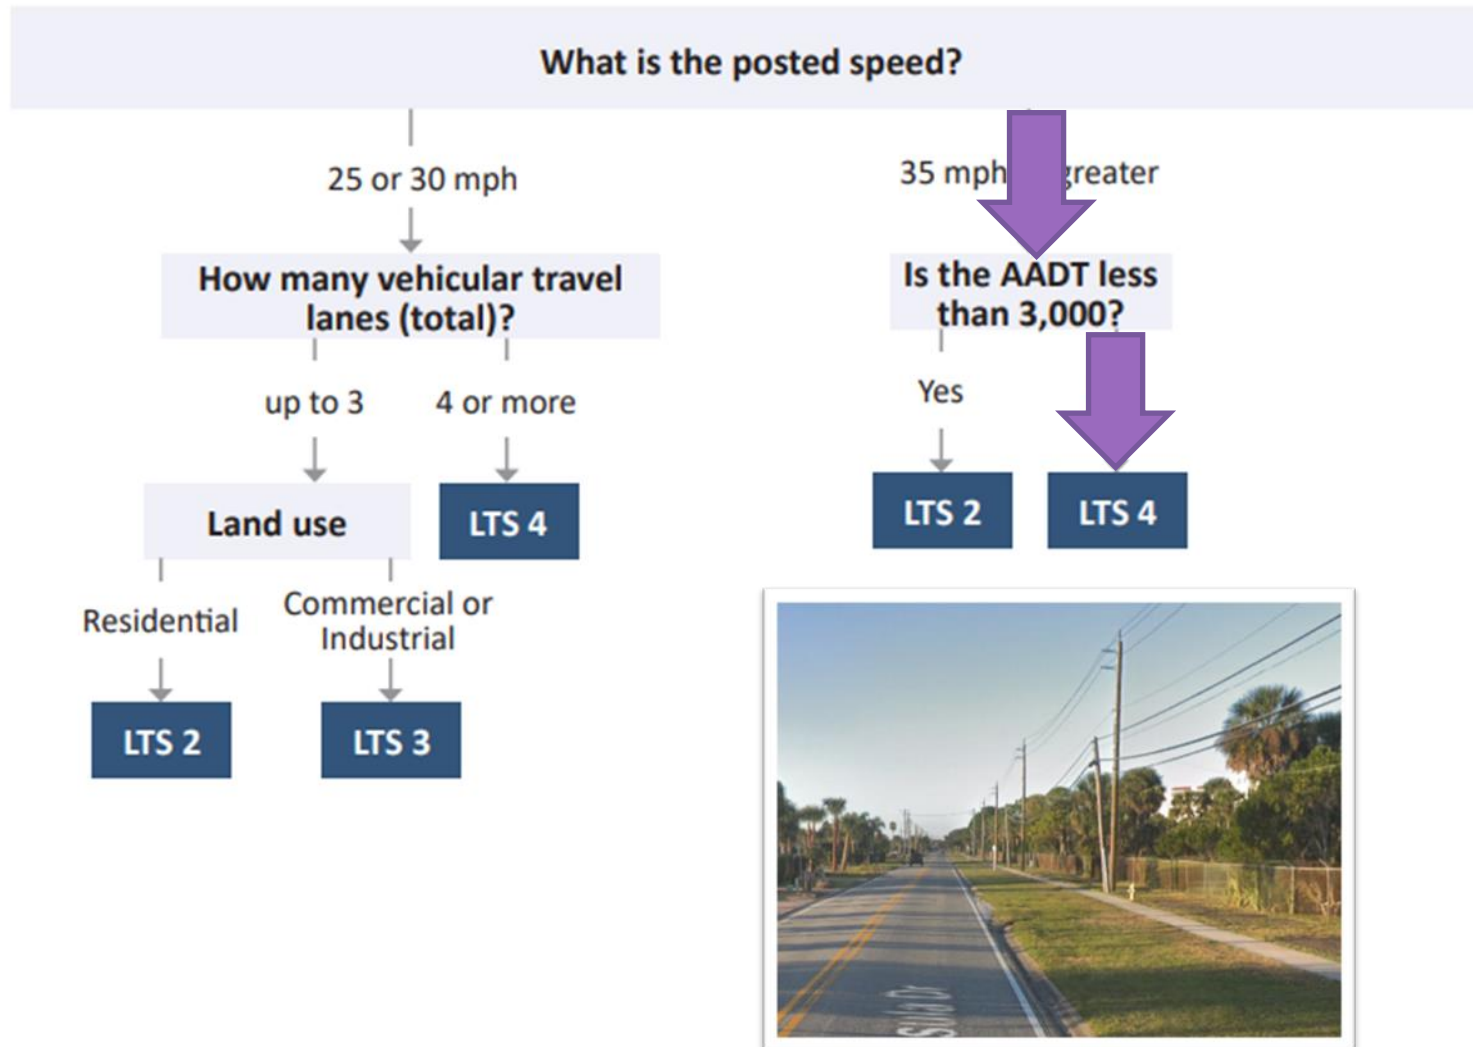 What is the posted speed?
25 or 30 mph
35 mph greater
How many vehicular travel
lanes (total)?
Is the AADT less
than 3,000?
up to 3
4 or more
Yes
Land use
LTS 4
LTS 2
LTS 4
Residential
Commercial or
Industrial
LTS 2
LTS 3